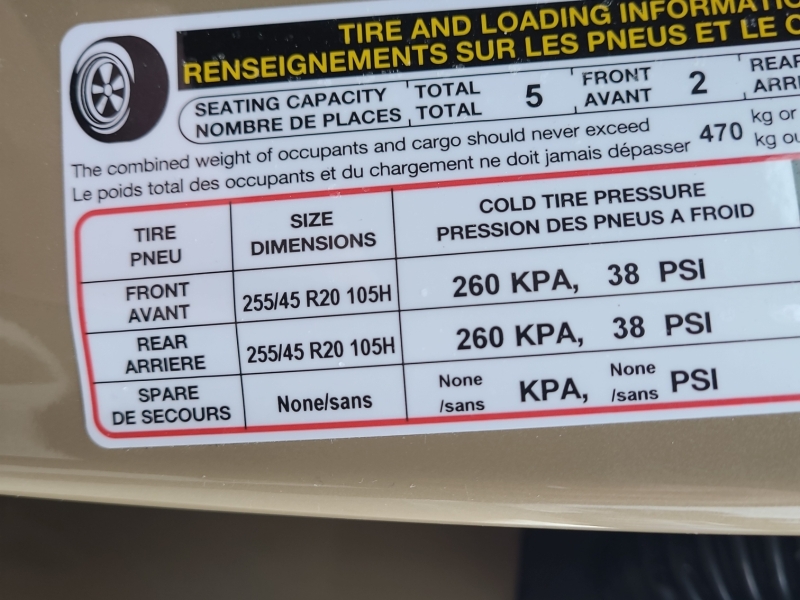 TIRE AND LOADING
RENSEIGNEMENTS SUR LES PNEUS ET LE
SEATING CAPACITY TOTAL 5 FRONT 2 REAR
NOMBRE DE PLACES TOTAL AVANT
The combined weight of occupants and cargo should never exceed 470 kg or
Le poids total des occupants et du chargement ne doit jamais dépasser kg ou
TIRE SIZE COLD TIRE PRESSURE
PNEU DIMENSIONS PRESSION DES PNEUS A FROID
FRONT 255/45 R20 105H 260 KPA, 38 PSI
AVANT
REAR 255/45 R20 105H 260 KPA, 38 PSI
ARRIERE
SPARE None/sans None KPA, None PSI
DE SECOURS /sans /sans